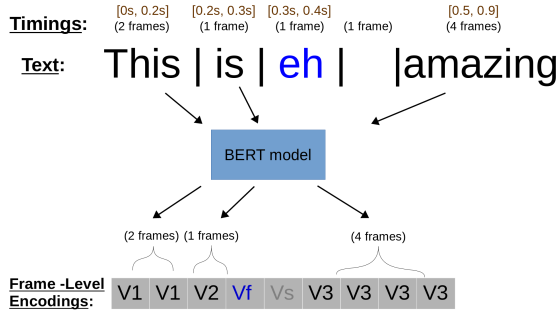 [0s, 0.2s] [0.2s, 0.3s] [0.3s, 0.4s] [0.5, 0.9]
Timings: (2 frames) (1 frame) (1 frame) (1 frame) (4 frames)
Text: This | is | eh | |amazing
BERT model
(2 frames) (1 frames) (4 frames)
Frame -Level
Encodings: V1 V1 V2 Vf Vs V3 V3 V3 V3